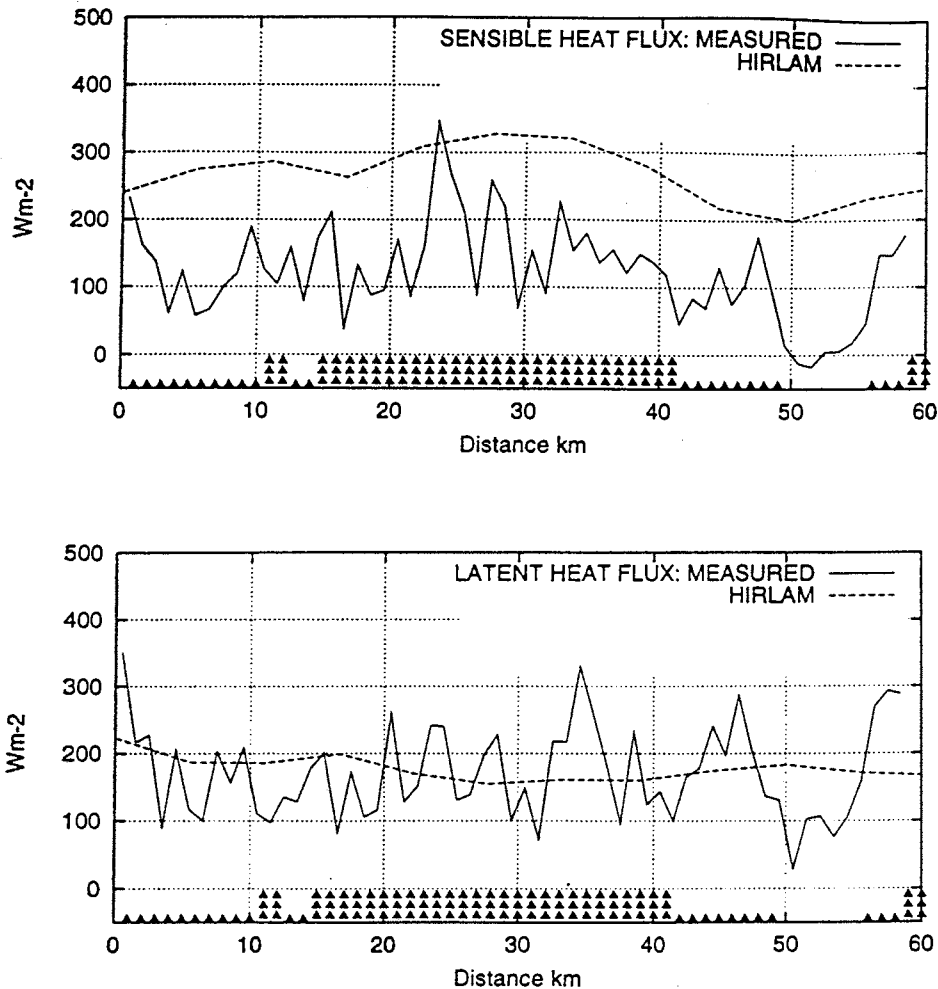 500
400
300
200
100
0
Wm-2
SENSIBLE HEAT FLUX: MEASURED
HIRLAM
0 10 20 30 40 50 60
Distance km
500
400
300
200
100
0
Wm-2
LATENT HEAT FLUX: MEASURED
HIRLAM
0 10 20 30 40 50 60
Distance km